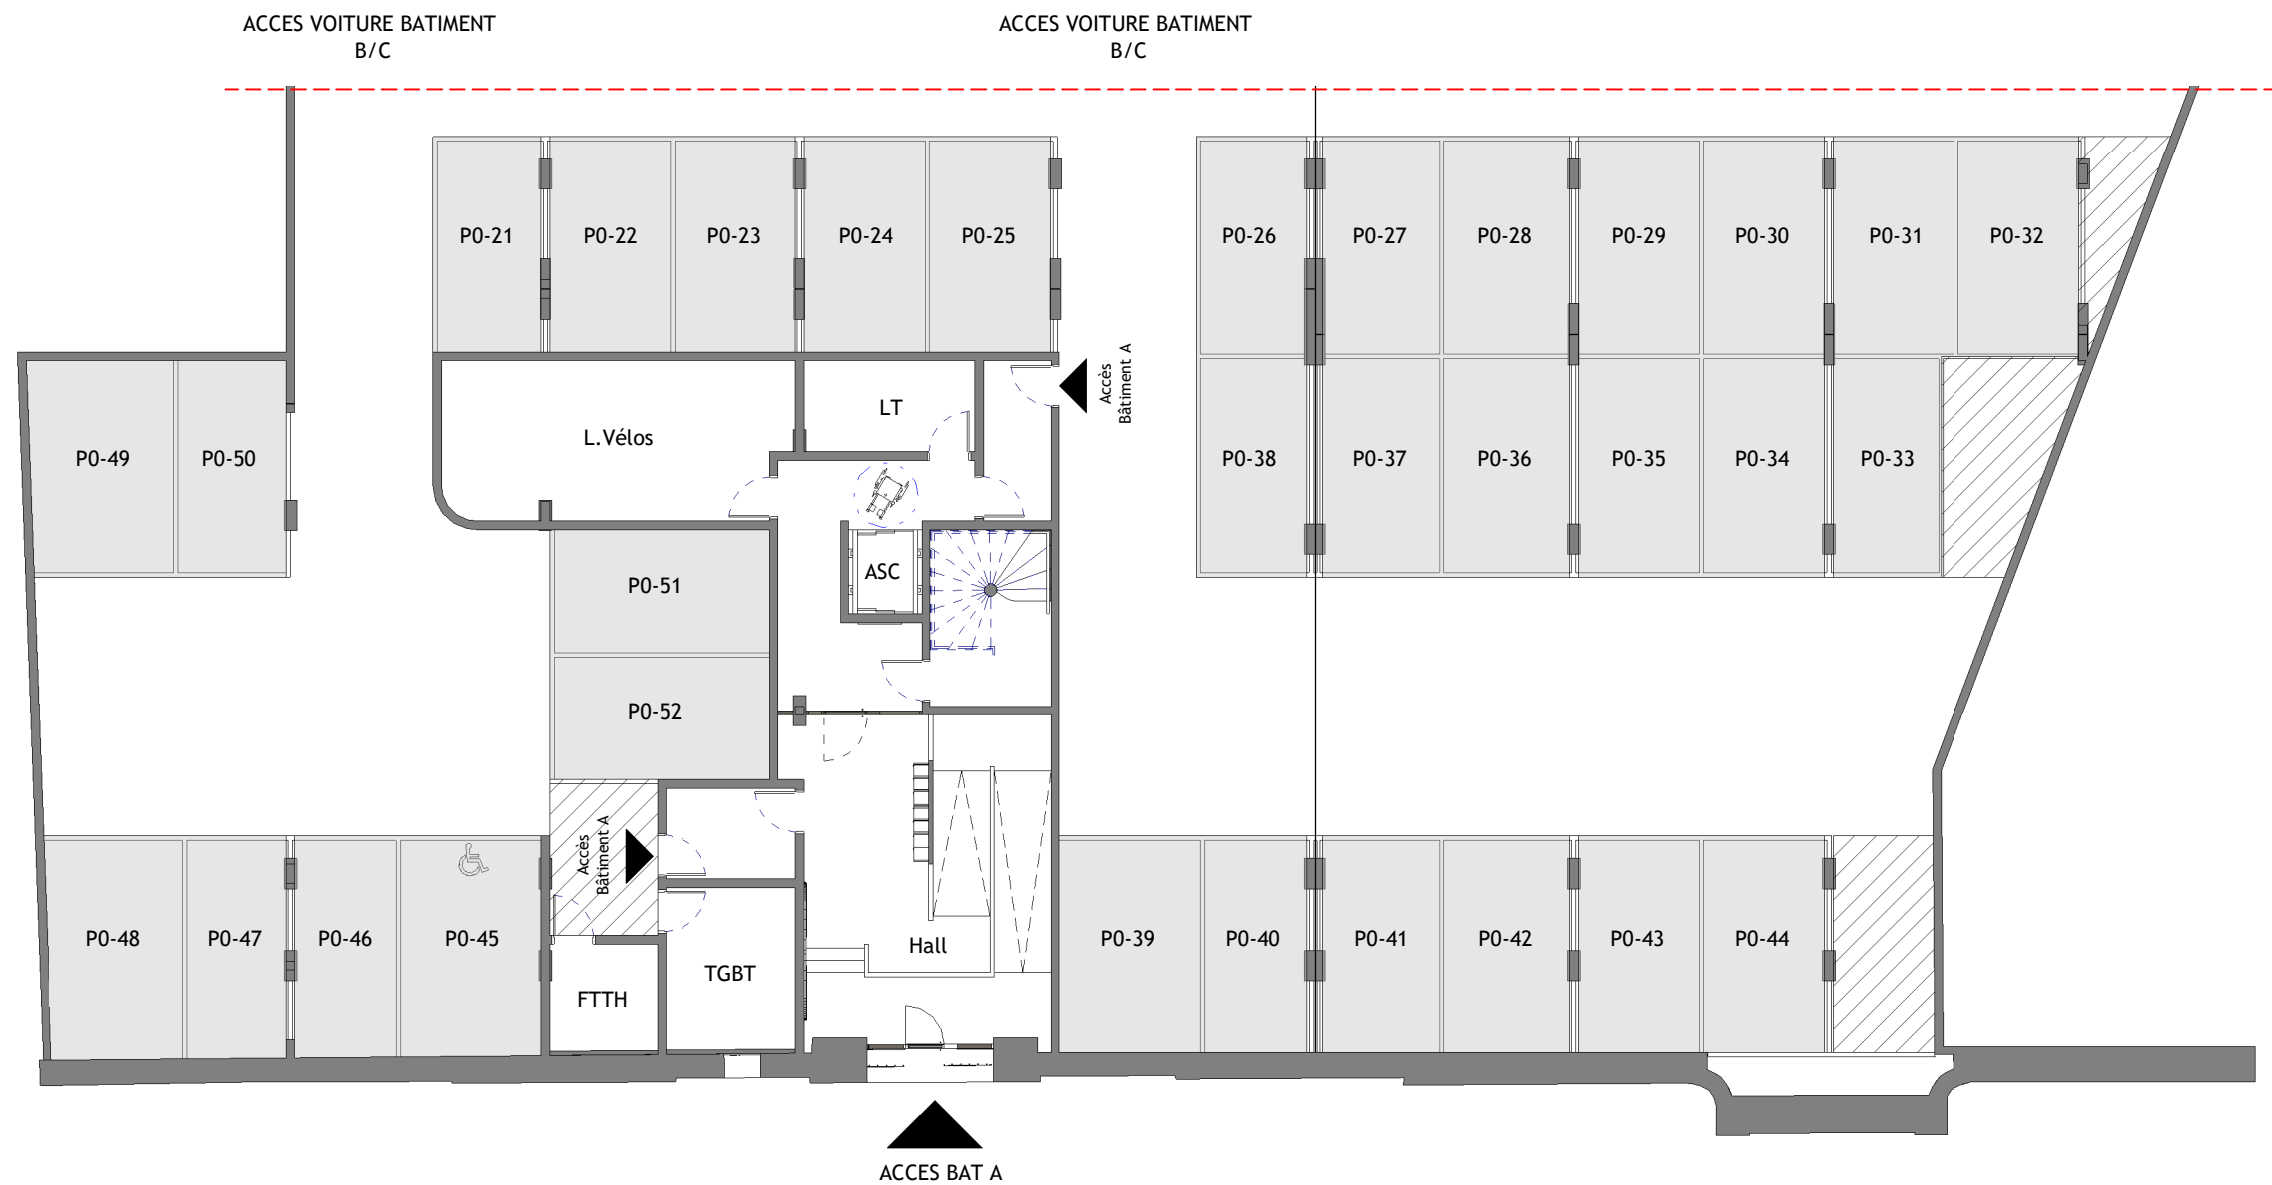 ACCES VOITURE BATIMENT
B/C
ACCES VOITURE BATIMENT
B/C
P0-21
P0-22
P0-23
P0-24
P0-25
P0-26
P0-27
P0-28
P0-29
P0-30
P0-31
P0-32
Accès
Bâtiment A
LT
L.Vélos
P0-49
P0-50
P0-38
P0-37
P0-36
P0-35
P0-34
P0-33
ASC
P0-51
P0-52
Accès
Bâtiment A
P0-48
P0-47
P0-46
P0-45
Hall
P0-39
P0-40
P0-41
P0-42
P0-43
P0-44
TGBT
FTTH
ACCES BAT A